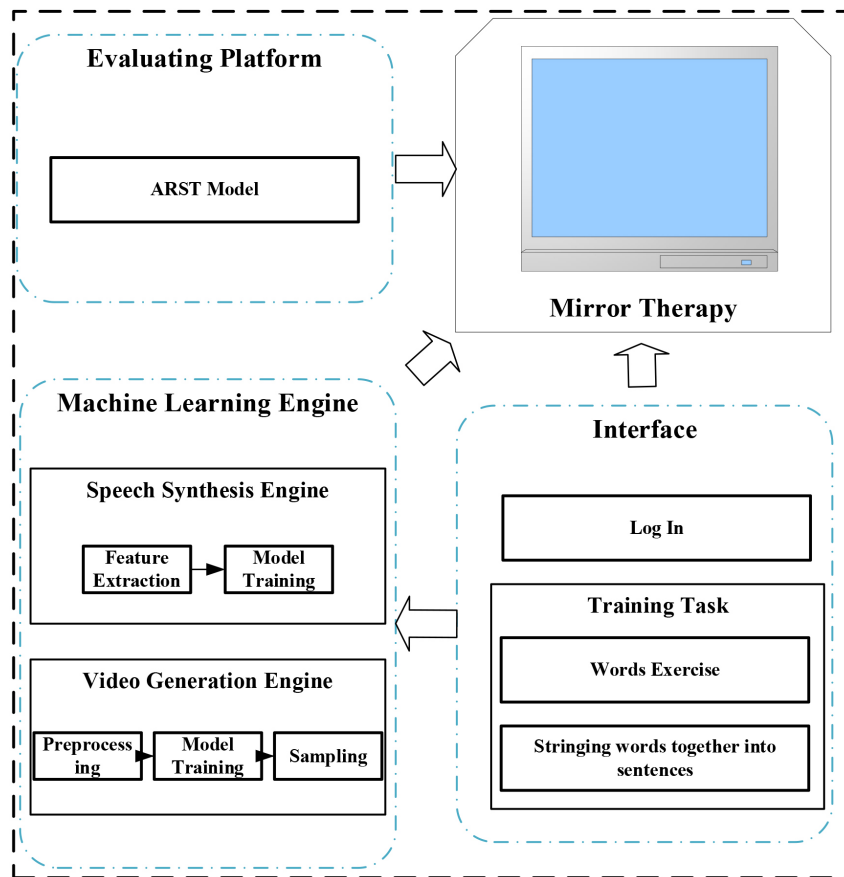 Evaluating Platform
ARST Model
Mirror Therapy
Machine Learning Engine
Speech Synthesis Engine
Feature
Extraction
Model
Training
Video Generation Engine
Preprocess
ing
Model
Training
Sampling
Interface
Log In
Training Task
Words Exercise
Stringing words together into
sentences